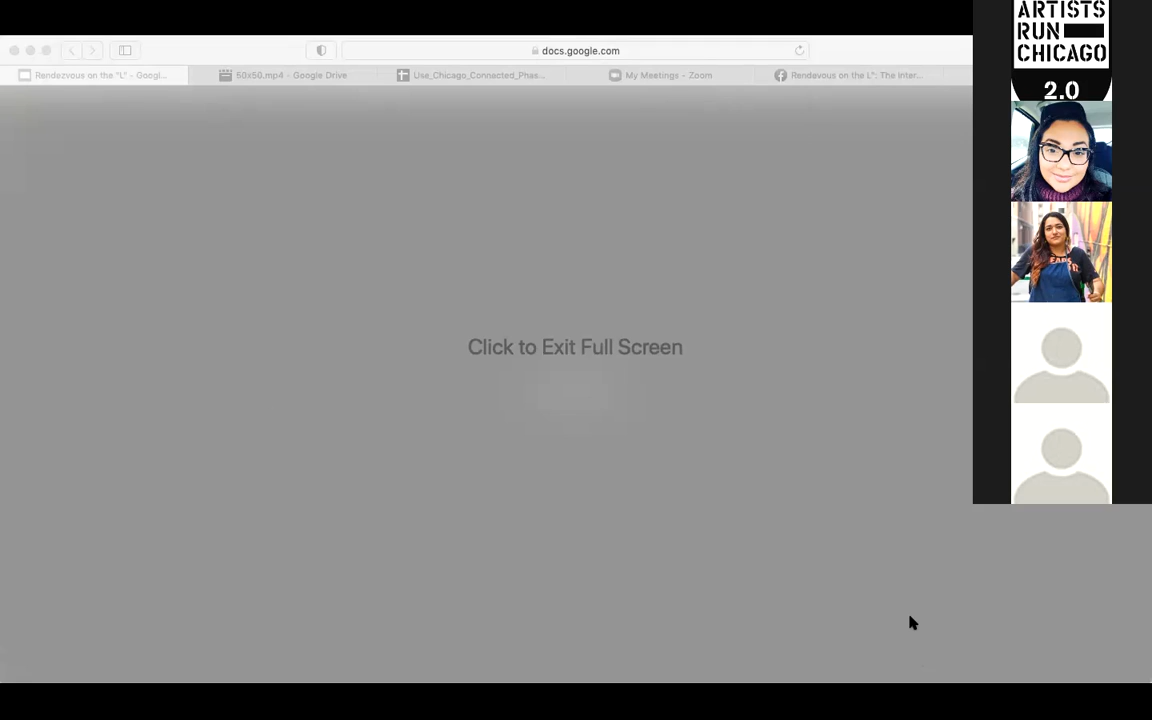 docs.google.com
Rendezvous on the "L" - Googl...
50x50.mp4 - Google Drive
Use_Chicago_Connected_Phas...
My Meetings - Zoom
Rendevous on the L": The Inter...
Click to Exit Full Screen
ARTISTS
RUN
CHICAGO
2.0